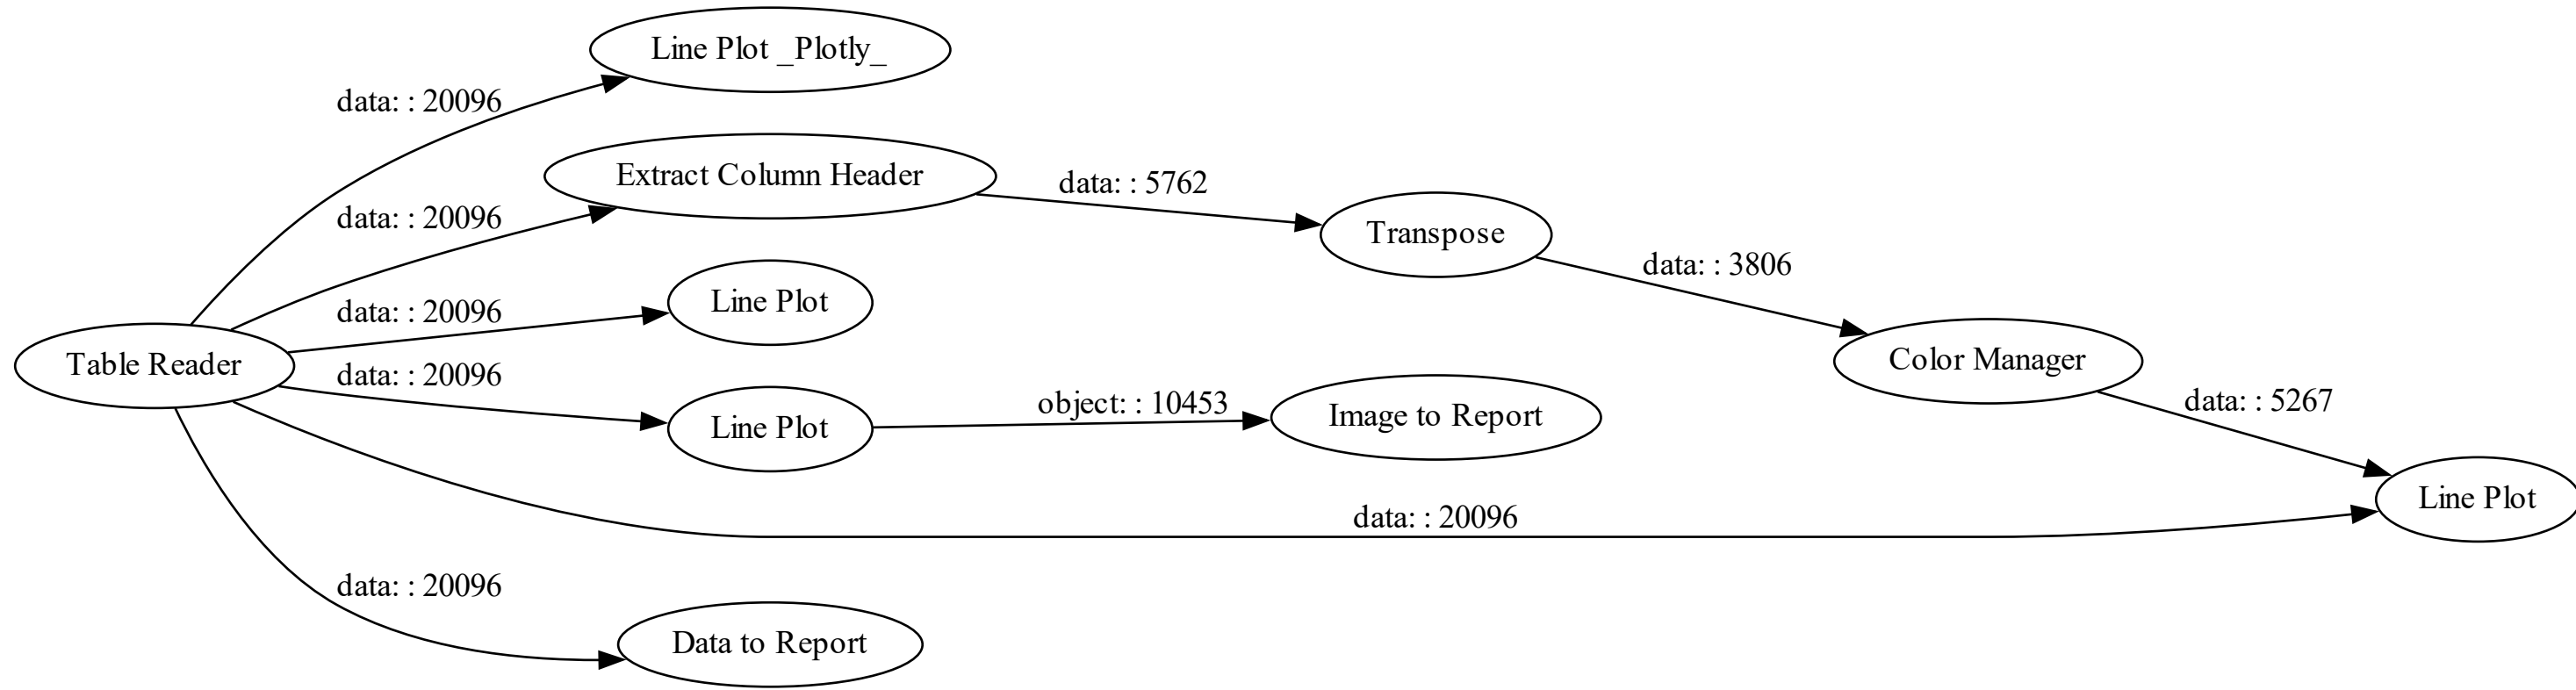 Line Plot _Plotly_
data: : 20096
Extract Column Header
data: : 5762
data: : 20096
Transpose
data: : 3806
Line Plot
data: : 20096
Table Reader
Color Manager
data: : 20096
data: : 5267
Line Plot
object: : 10453
Image to Report
Line Plot
data: : 20096
data: : 20096
Data to Report